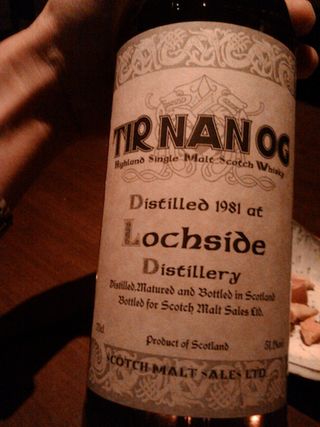 TIR NAN OG
Highland Single Malt Scotch Whisky
Distilled 1981 at
Lochside
Distillery
Distilled, Matured and Bottled in Scotland
Bottled for Scotch Malt Sales Ltd.
70cl
Product of Scotland
SCOTCH MALT SALES LTD